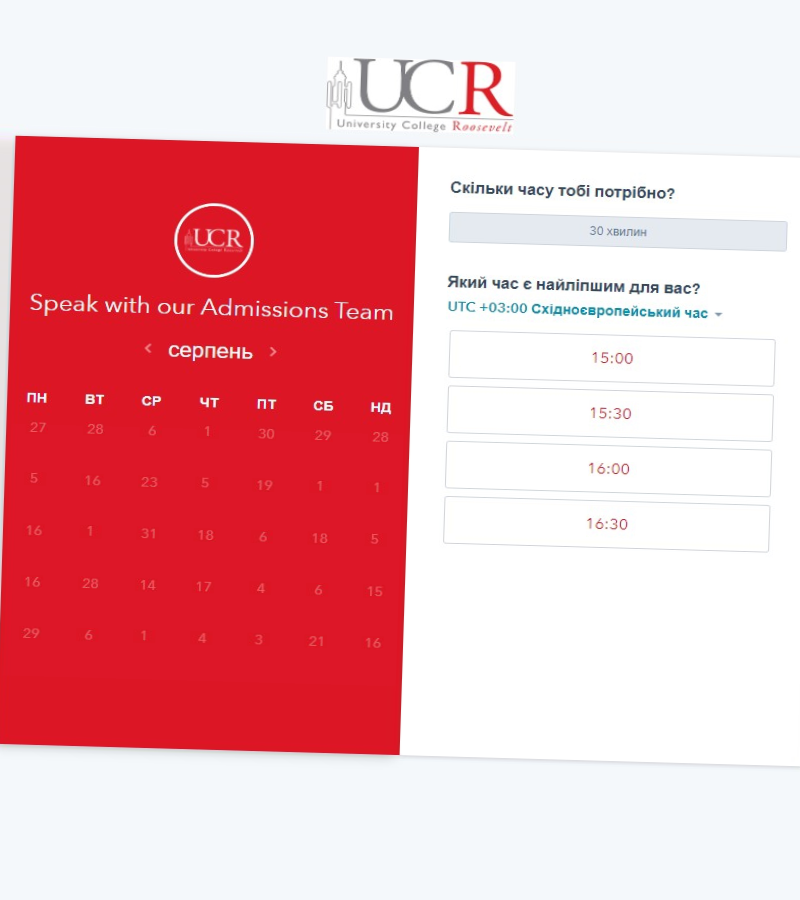 UCR
University College Roosevelt
UCR
Speak with our Admissions Team
серпень
ПН ВТ СР ЧТ ПТ СБ НД
27 28 6 1 30 29 28
5 16 23 5 19 1 1
16 1 31 18 6 18 5
16 28 14 17 4 6 15
29 6 1 4 3 21 16
Скільки часу тобі потрібно?
30 хвилин
Який час є найліпшим для вас?
UTC +03:00 Східноєвропейський час
15:00
15:30
16:00
16:30